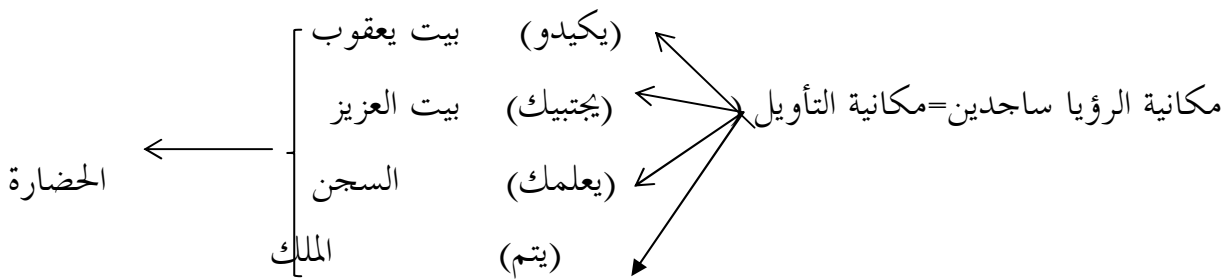 (يكيدو) بيت يعقوب
مكانية الرؤيا ساجدين=مكانية التأويل (يجتبيك) بيت العزيز
(يعلمك) السجن الحضارة
(يتم) الملك